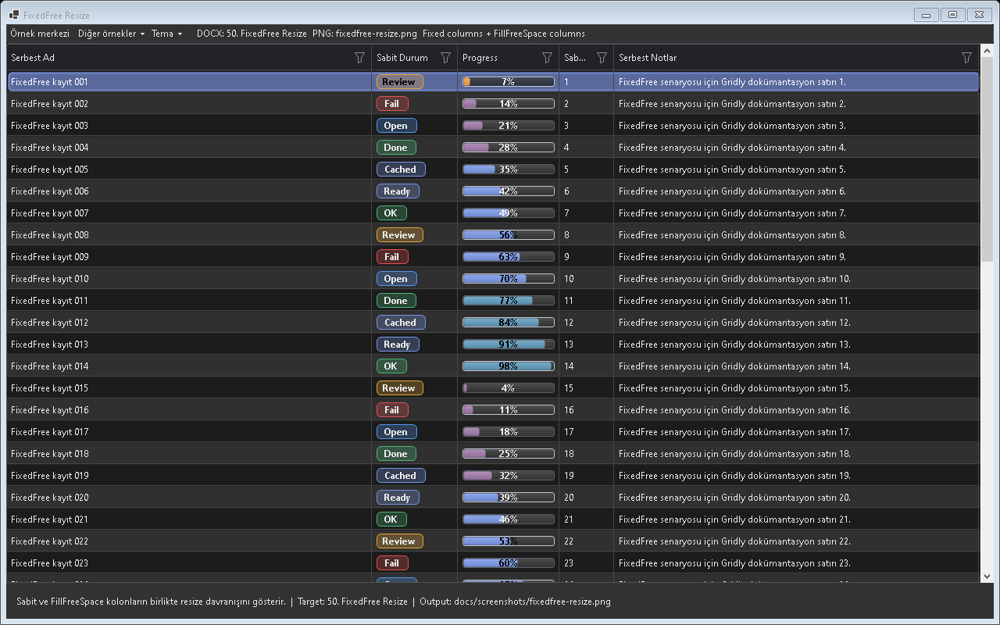 FixedFree Resize
Örnek merkezi Diğer örnekler Tema DOCX: 50. FixedFree Resize PNG: fixedfree-resize.png Fixed columns + FillFreeSpace columns
Serbest Ad Sabit Durum Progress Sab... Serbest Notlar
FixedFree kayıt 001 Review 7% 1 FixedFree senaryosu için Gridly dokümantasyon satırı 1.
FixedFree kayıt 002 Fail 14% 2 FixedFree senaryosu için Gridly dokümantasyon satırı 2.
FixedFree kayıt 003 Open 21% 3 FixedFree senaryosu için Gridly dokümantasyon satırı 3.
FixedFree kayıt 004 Done 28% 4 FixedFree senaryosu için Gridly dokümantasyon satırı 4.
FixedFree kayıt 005 Cached 35% 5 FixedFree senaryosu için Gridly dokümantasyon satırı 5.
FixedFree kayıt 006 Ready 42% 6 FixedFree senaryosu için Gridly dokümantasyon satırı 6.
FixedFree kayıt 007 OK 49% 7 FixedFree senaryosu için Gridly dokümantasyon satırı 7.
FixedFree kayıt 008 Review 56% 8 FixedFree senaryosu için Gridly dokümantasyon satırı 8.
FixedFree kayıt 009 Fail 63% 9 FixedFree senaryosu için Gridly dokümantasyon satırı 9.
FixedFree kayıt 010 Open 70% 10 FixedFree senaryosu için Gridly dokümantasyon satırı 10.
FixedFree kayıt 011 Done 77% 11 FixedFree senaryosu için Gridly dokümantasyon satırı 11.
FixedFree kayıt 012 Cached 84% 12 FixedFree senaryosu için Gridly dokümantasyon satırı 12.
FixedFree kayıt 013 Ready 91% 13 FixedFree senaryosu için Gridly dokümantasyon satırı 13.
FixedFree kayıt 014 OK 98% 14 FixedFree senaryosu için Gridly dokümantasyon satırı 14.
FixedFree kayıt 015 Review 4% 15 FixedFree senaryosu için Gridly dokümantasyon satırı 15.
FixedFree kayıt 016 Fail 11% 16 FixedFree senaryosu için Gridly dokümantasyon satırı 16.
FixedFree kayıt 017 Open 18% 17 FixedFree senaryosu için Gridly dokümantasyon satırı 17.
FixedFree kayıt 018 Done 25% 18 FixedFree senaryosu için Gridly dokümantasyon satırı 18.
FixedFree kayıt 019 Cached 32% 19 FixedFree senaryosu için Gridly dokümantasyon satırı 19.
FixedFree kayıt 020 Ready 39% 20 FixedFree senaryosu için Gridly dokümantasyon satırı 20.
FixedFree kayıt 021 OK 46% 21 FixedFree senaryosu için Gridly dokümantasyon satırı 21.
FixedFree kayıt 022 Review 53% 22 FixedFree senaryosu için Gridly dokümantasyon satırı 22.
FixedFree kayıt 023 Fail 60% 23 FixedFree senaryosu için Gridly dokümantasyon satırı 23.
Sabit ve FillFreeSpace kolonların birlikte resize davranışını gösterir. | Target: 50. FixedFree Resize | Output: docs/screenshots/fixedfree-resize.png